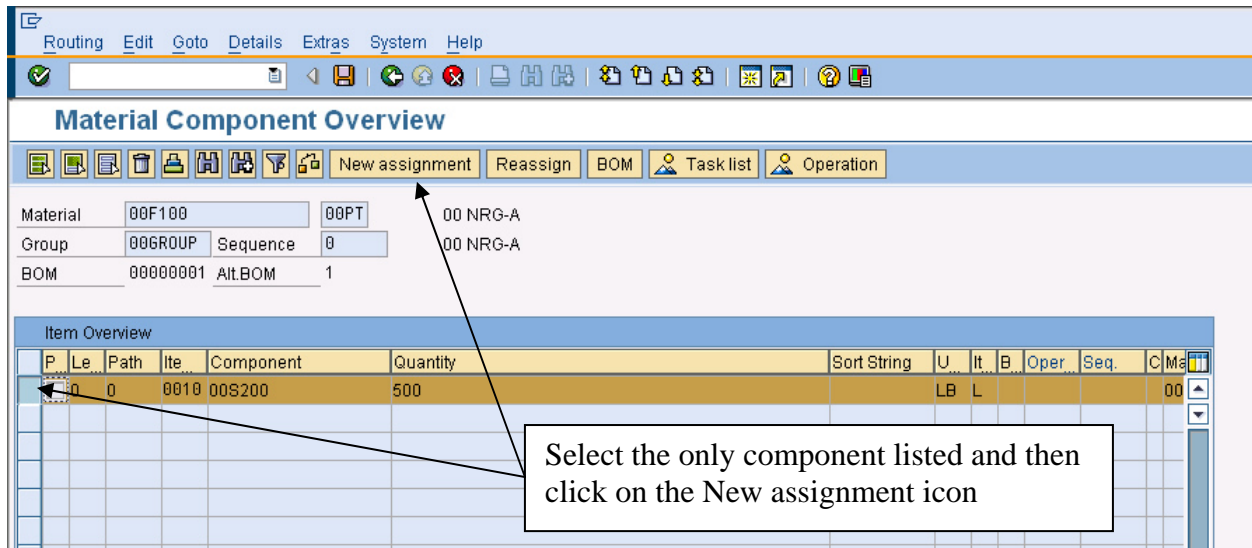 Routing Edit Goto Details Extras System Help
Material Component Overview
New assignment Reassign BOM Task list Operation
Material 00F100 00PT 00 NRG-A
Group 00GROUP Sequence 0 00 NRG-A
BOM 00000001 Alt.BOM 1
Item Overview
P... Le... Path Ite... Component Quantity Sort String U... It... B... Oper... Seq. C Ma
0 0 0010 00S200 500 LB L 00
Select the only component listed and then
click on the New assignment icon